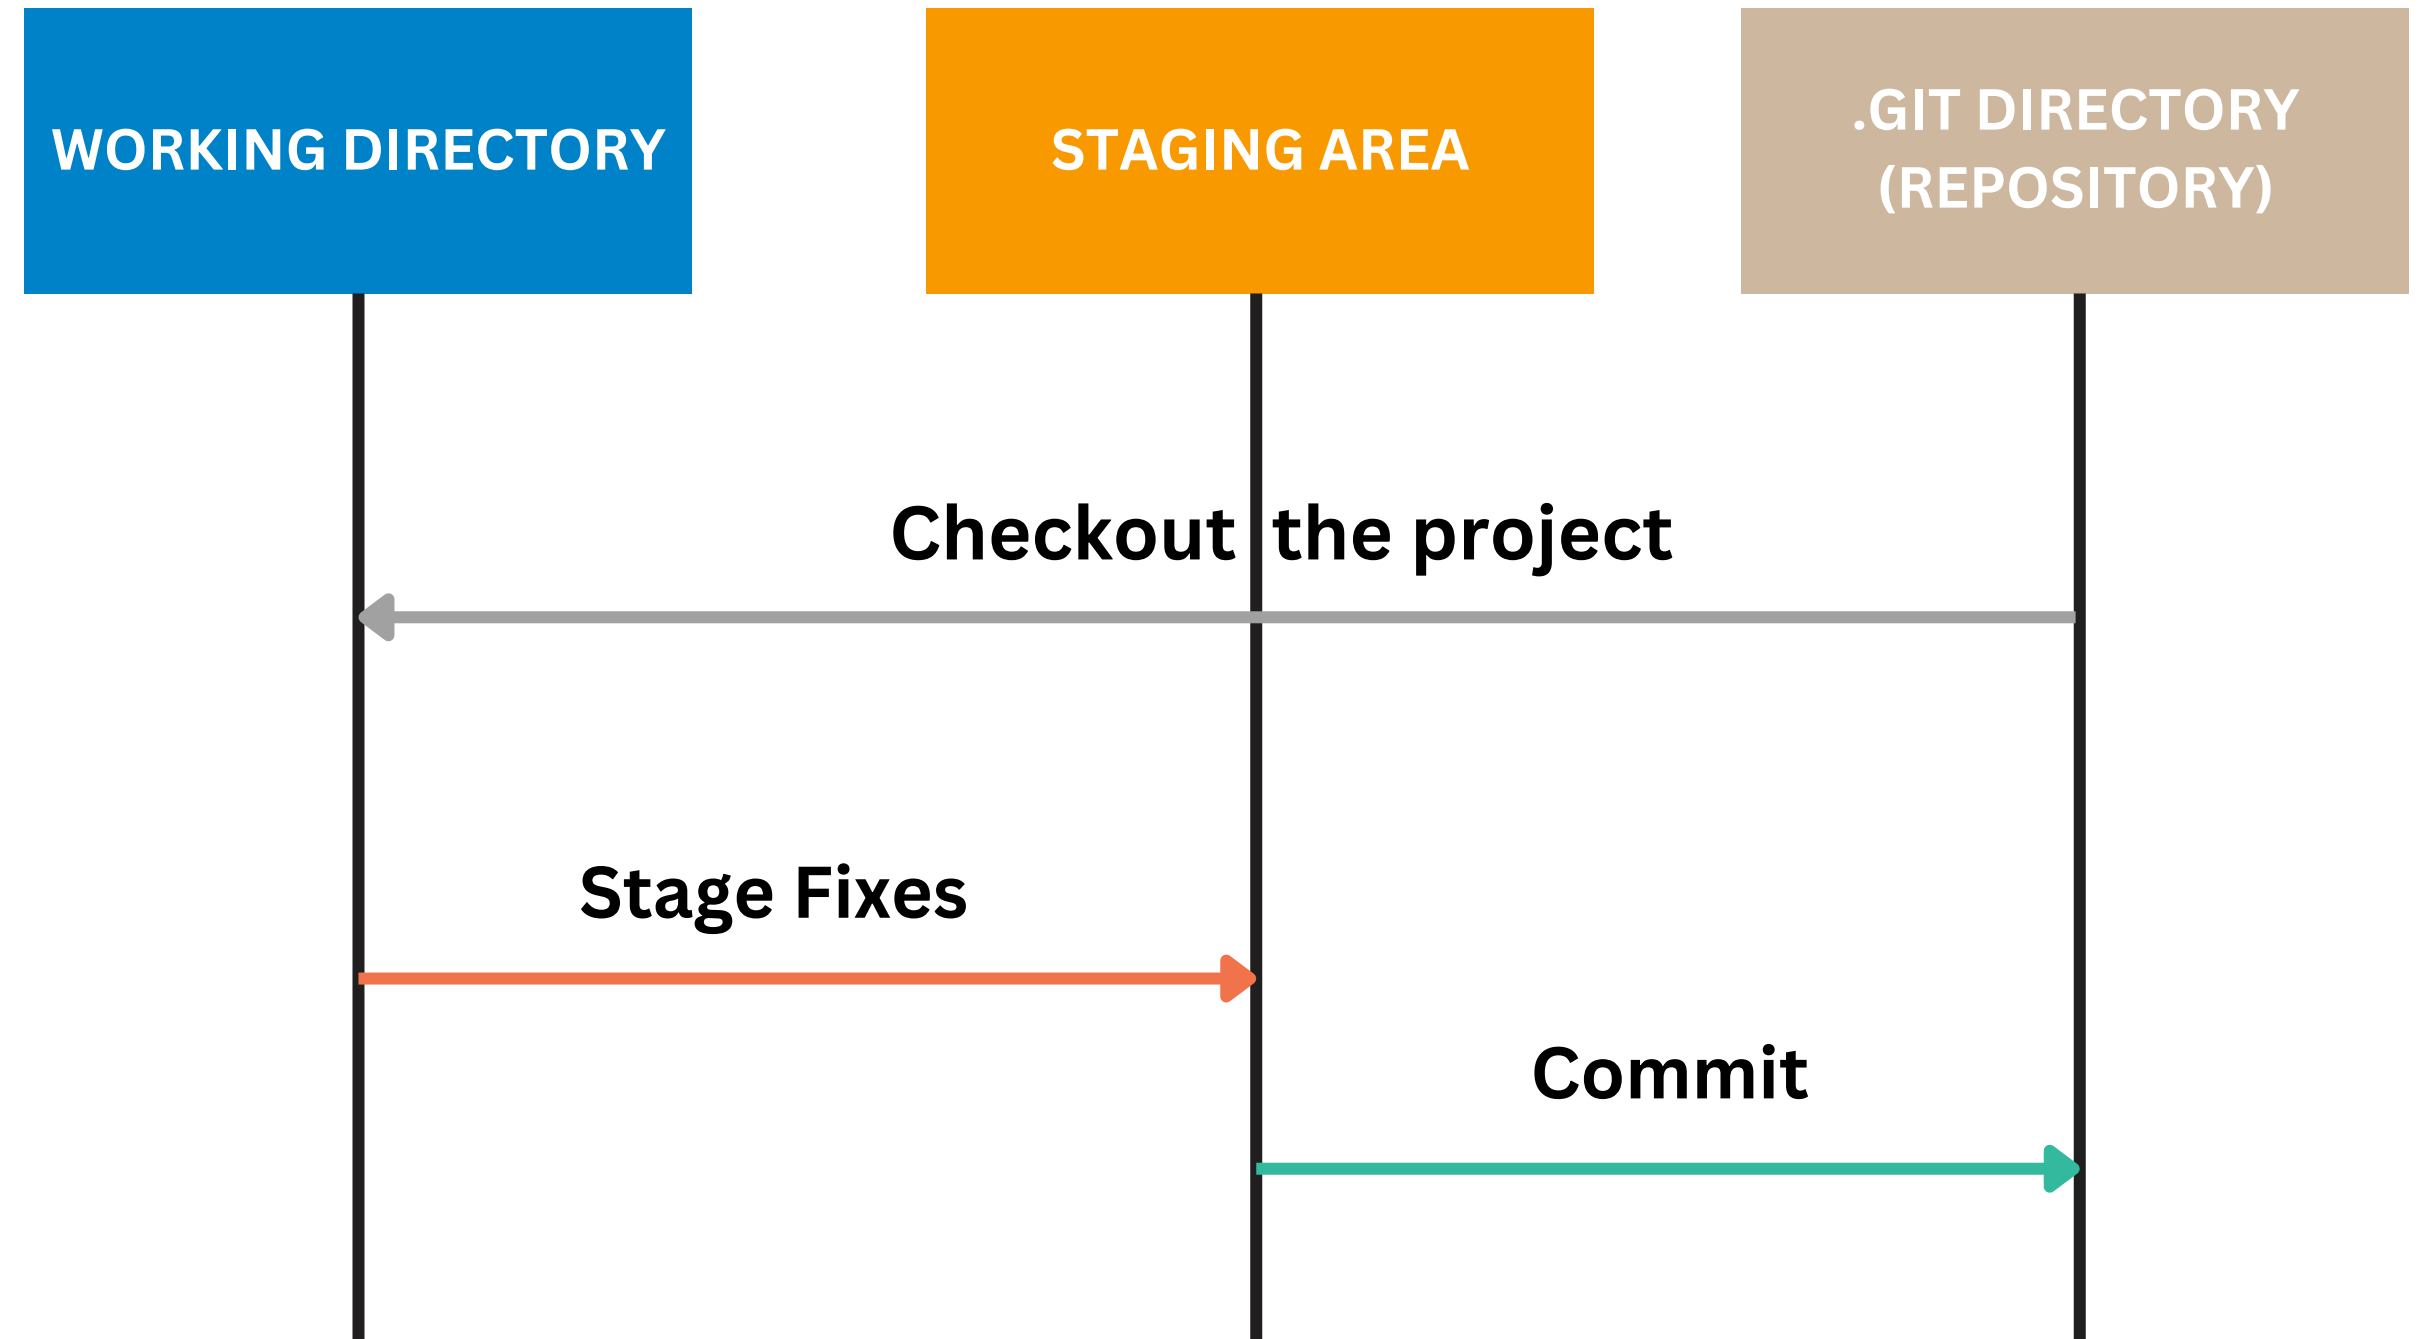 WORKING DIRECTORY
STAGING AREA
.GIT DIRECTORY
(REPOSITORY)
Checkout the project
Stage Fixes
Commit